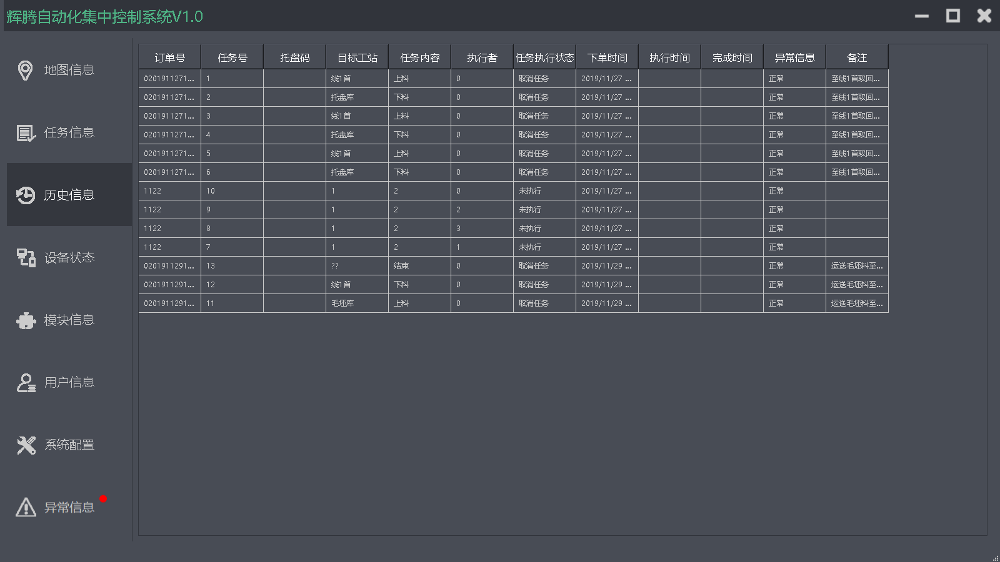 辉腾自动化集中控制系统V1.0
地图信息
任务信息
历史信息
设备状态
模块信息
用户信息
系统配置
异常信息
订单号 任务号 托盘码 目标工站 任务内容 执行者 任务执行状态 下单时间 执行时间 完成时间 异常信息 备注
0201911271... 1 线1首 上料 0 取消任务 2019/11/27 ... 正常 至线1首取回...
0201911271... 2 托盘库 下料 0 取消任务 2019/11/27 ... 正常 至线1首取回...
0201911271... 3 线1首 上料 0 取消任务 2019/11/27 ... 正常 至线1首取回...
0201911271... 4 托盘库 下料 0 取消任务 2019/11/27 ... 正常 至线1首取回...
0201911271... 5 线1首 上料 0 取消任务 2019/11/27 ... 正常 至线1首取回...
0201911271... 6 托盘库 下料 0 取消任务 2019/11/27 ... 正常 至线1首取回...
1122 10 1 2 0 未执行 2019/11/27 ... 正常
1122 9 1 2 2 未执行 2019/11/27 ... 正常
1122 8 1 2 3 未执行 2019/11/27 ... 正常
1122 7 1 2 1 未执行 2019/11/27 ... 正常
0201911291... 13 ?? 结束 0 取消任务 2019/11/29 ... 正常 运送毛坯料至...
0201911291... 12 线1首 下料 0 取消任务 2019/11/29 ... 正常 运送毛坯料至...
0201911291... 11 毛坯库 上料 0 取消任务 2019/11/29 ... 正常 运送毛坯料至...